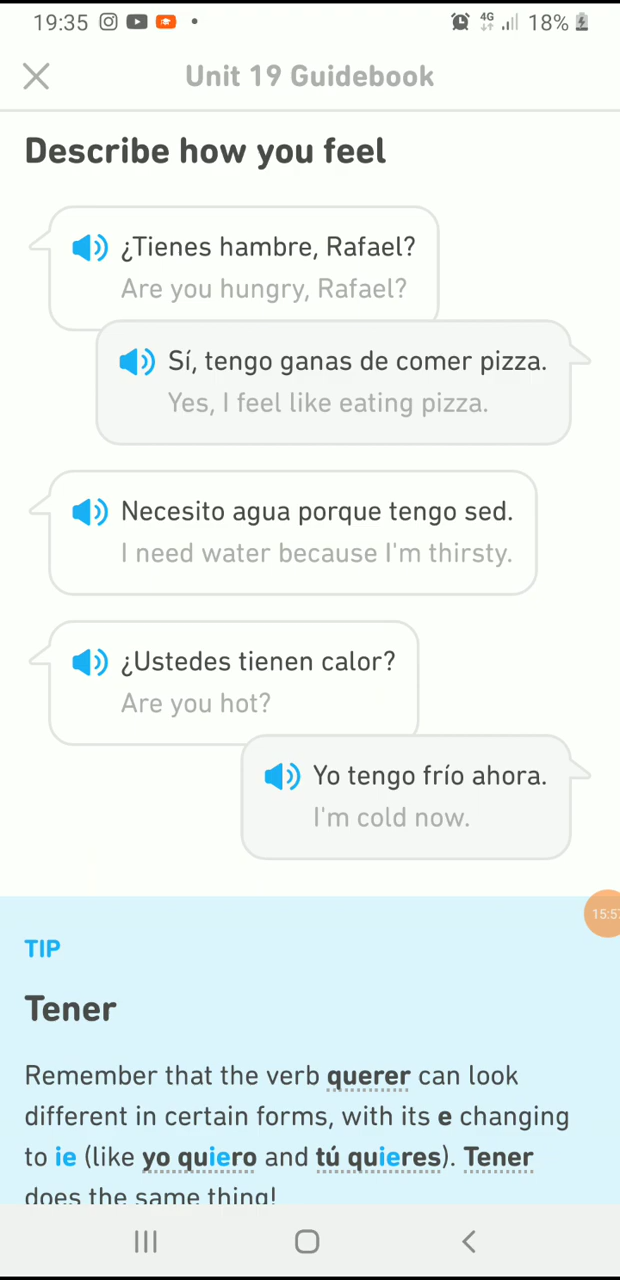 19:35
4G
18%
Unit 19 Guidebook
Describe how you feel
¿Tienes hambre, Rafael?
Are you hungry, Rafael?
Sí, tengo ganas de comer pizza.
Yes, I feel like eating pizza.
Necesito agua porque tengo sed.
I need water because I'm thirsty.
¿Ustedes tienen calor?
Are you hot?
Yo tengo frío ahora.
I'm cold now.
15:57
TIP
Tener
Remember that the verb querer can look
different in certain forms, with its e changing
to ie (like yo quiero and tú quieres). Tener
does the same thing!